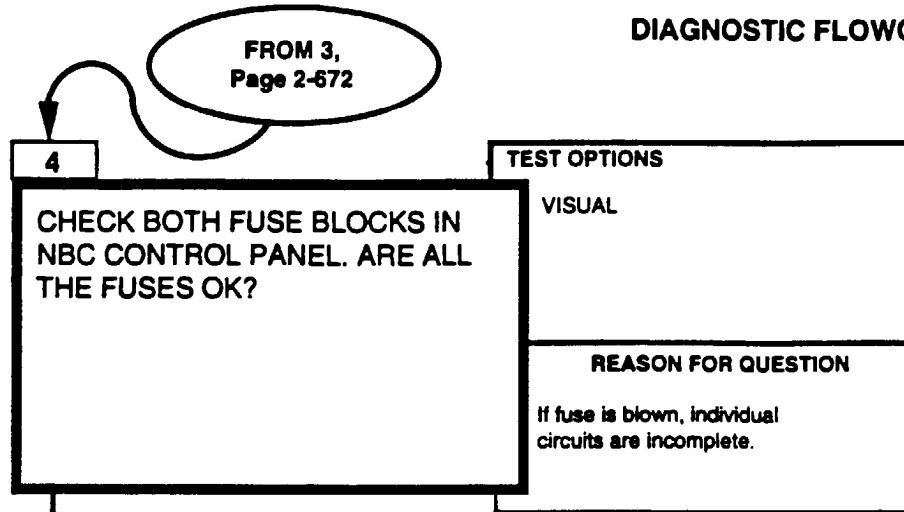 DIAGNOSTIC FLOWC
FROM 3,
Page 2-672
4
CHECK BOTH FUSE BLOCKS IN
NBC CONTROL PANEL. ARE ALL
THE FUSES OK?
TEST OPTIONS
VISUAL
REASON FOR QUESTION
If fuse is blown, individual
circuits are incomplete.